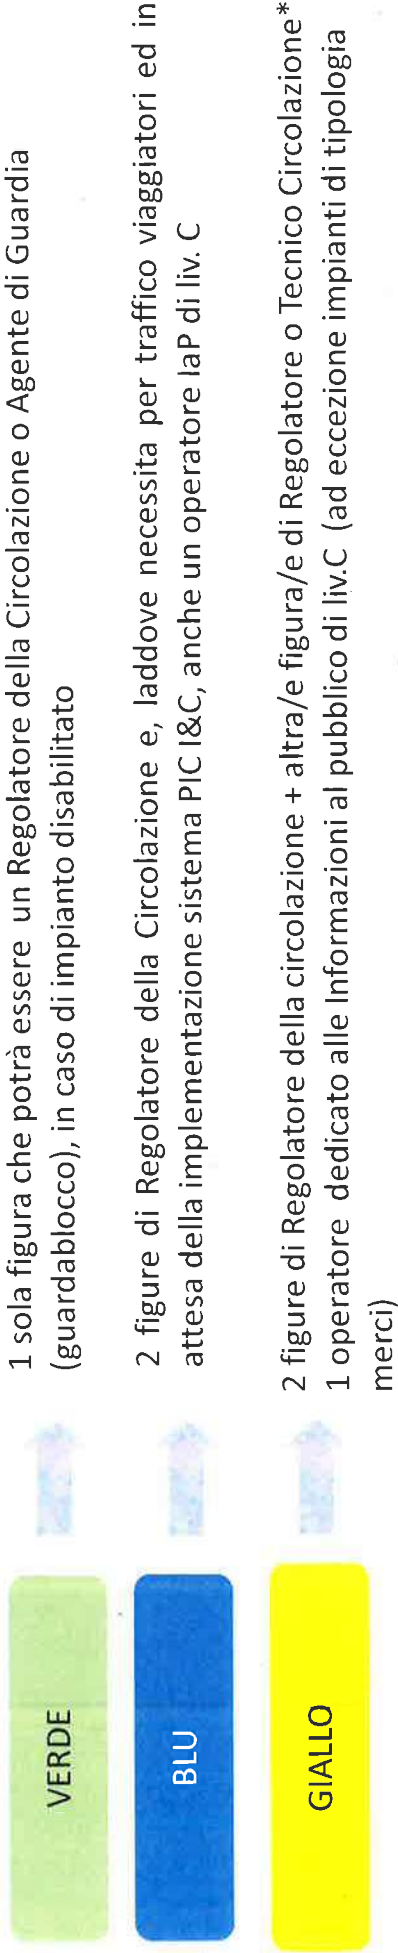 VERDE
1 sola figura che potrà essere un Regolatore della Circolazione o Agente di Guardia
(guardablocco), in caso di impianto disabilitato
BLU
2 figure di Regolatore della Circolazione e, laddove necessita per traffico viaggiatori ed in
attesa della implementazione sistema PIC I&C, anche un operatore IaP di liv. C
GIALLO
2 figure di Regolatore della circolazione + altra/e figura/e di Regolatore o Tecnico Circolazione*
1 operatore dedicato alle Informazioni al pubblico di liv.C (ad eccezione impianti di tipologia
merci)